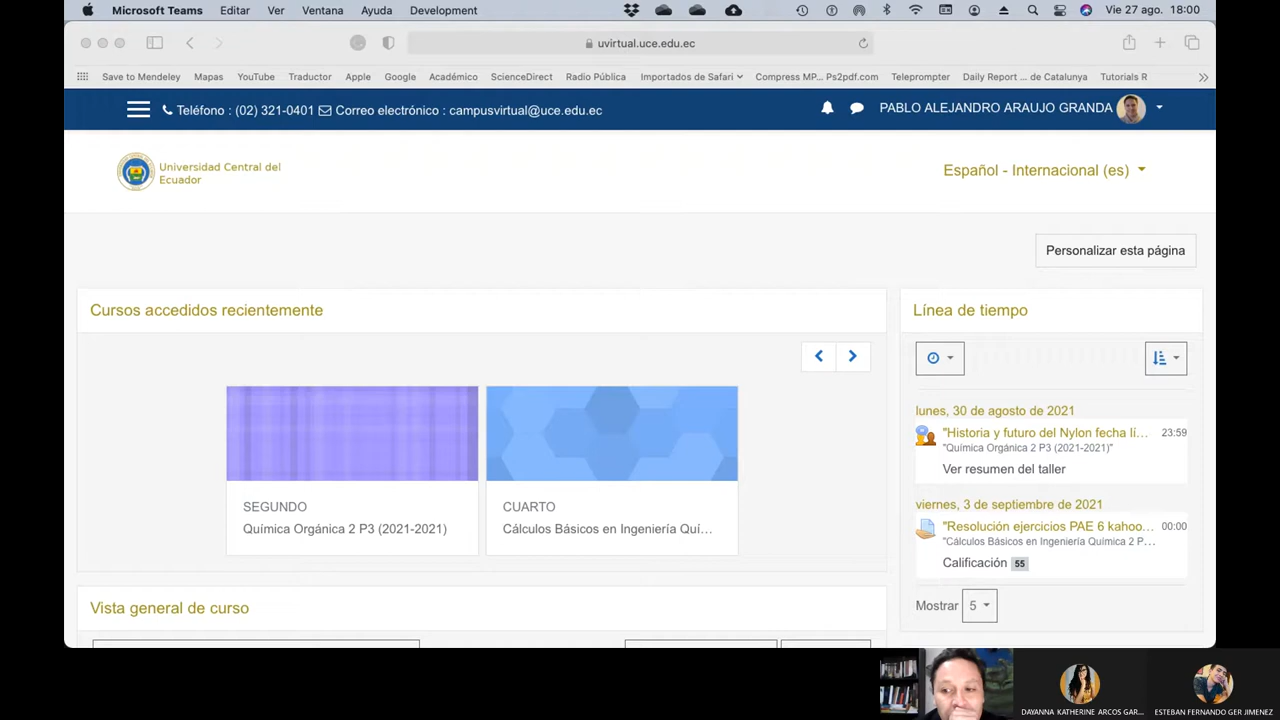 Microsoft Teams Editar Ver Ventana Ayuda Development Vie 27 ago. 18:00
uvirtual.uce.edu.ec
Save to Mendeley Mapas YouTube Traductor Apple Google Académico ScienceDirect Radio Pública Importados de Safari Compress MP... Ps2pdf.com Teleprompter Daily Report ... de Catalunya Tutorials R
Teléfono : (02) 321-0401 Correo electrónico : campusvirtual@uce.edu.ec PABLO ALEJANDRO ARAUJO GRANDA
Universidad Central del
Ecuador
Español - Internacional (es)
Personalizar esta página
Cursos accedidos recientemente
SEGUNDO
Química Orgánica 2 P3 (2021-2021)
CUARTO
Cálculos Básicos en Ingeniería Quí...
Vista general de curso
Línea de tiempo
lunes, 30 de agosto de 2021
"Historia y futuro del Nylon fecha lí... 23:59
"Química Orgánica 2 P3 (2021-2021)"
Ver resumen del taller
viernes, 3 de septiembre de 2021
"Resolución ejercicios PAE 6 kahoo... 00:00
"Cálculos Básicos en Ingeniería Química 2 P...
Calificación 55
Mostrar 5
DAYANNA KATHERINE ARCOS GAR...
ESTEBAN FERNANDO GER JIMENEZ